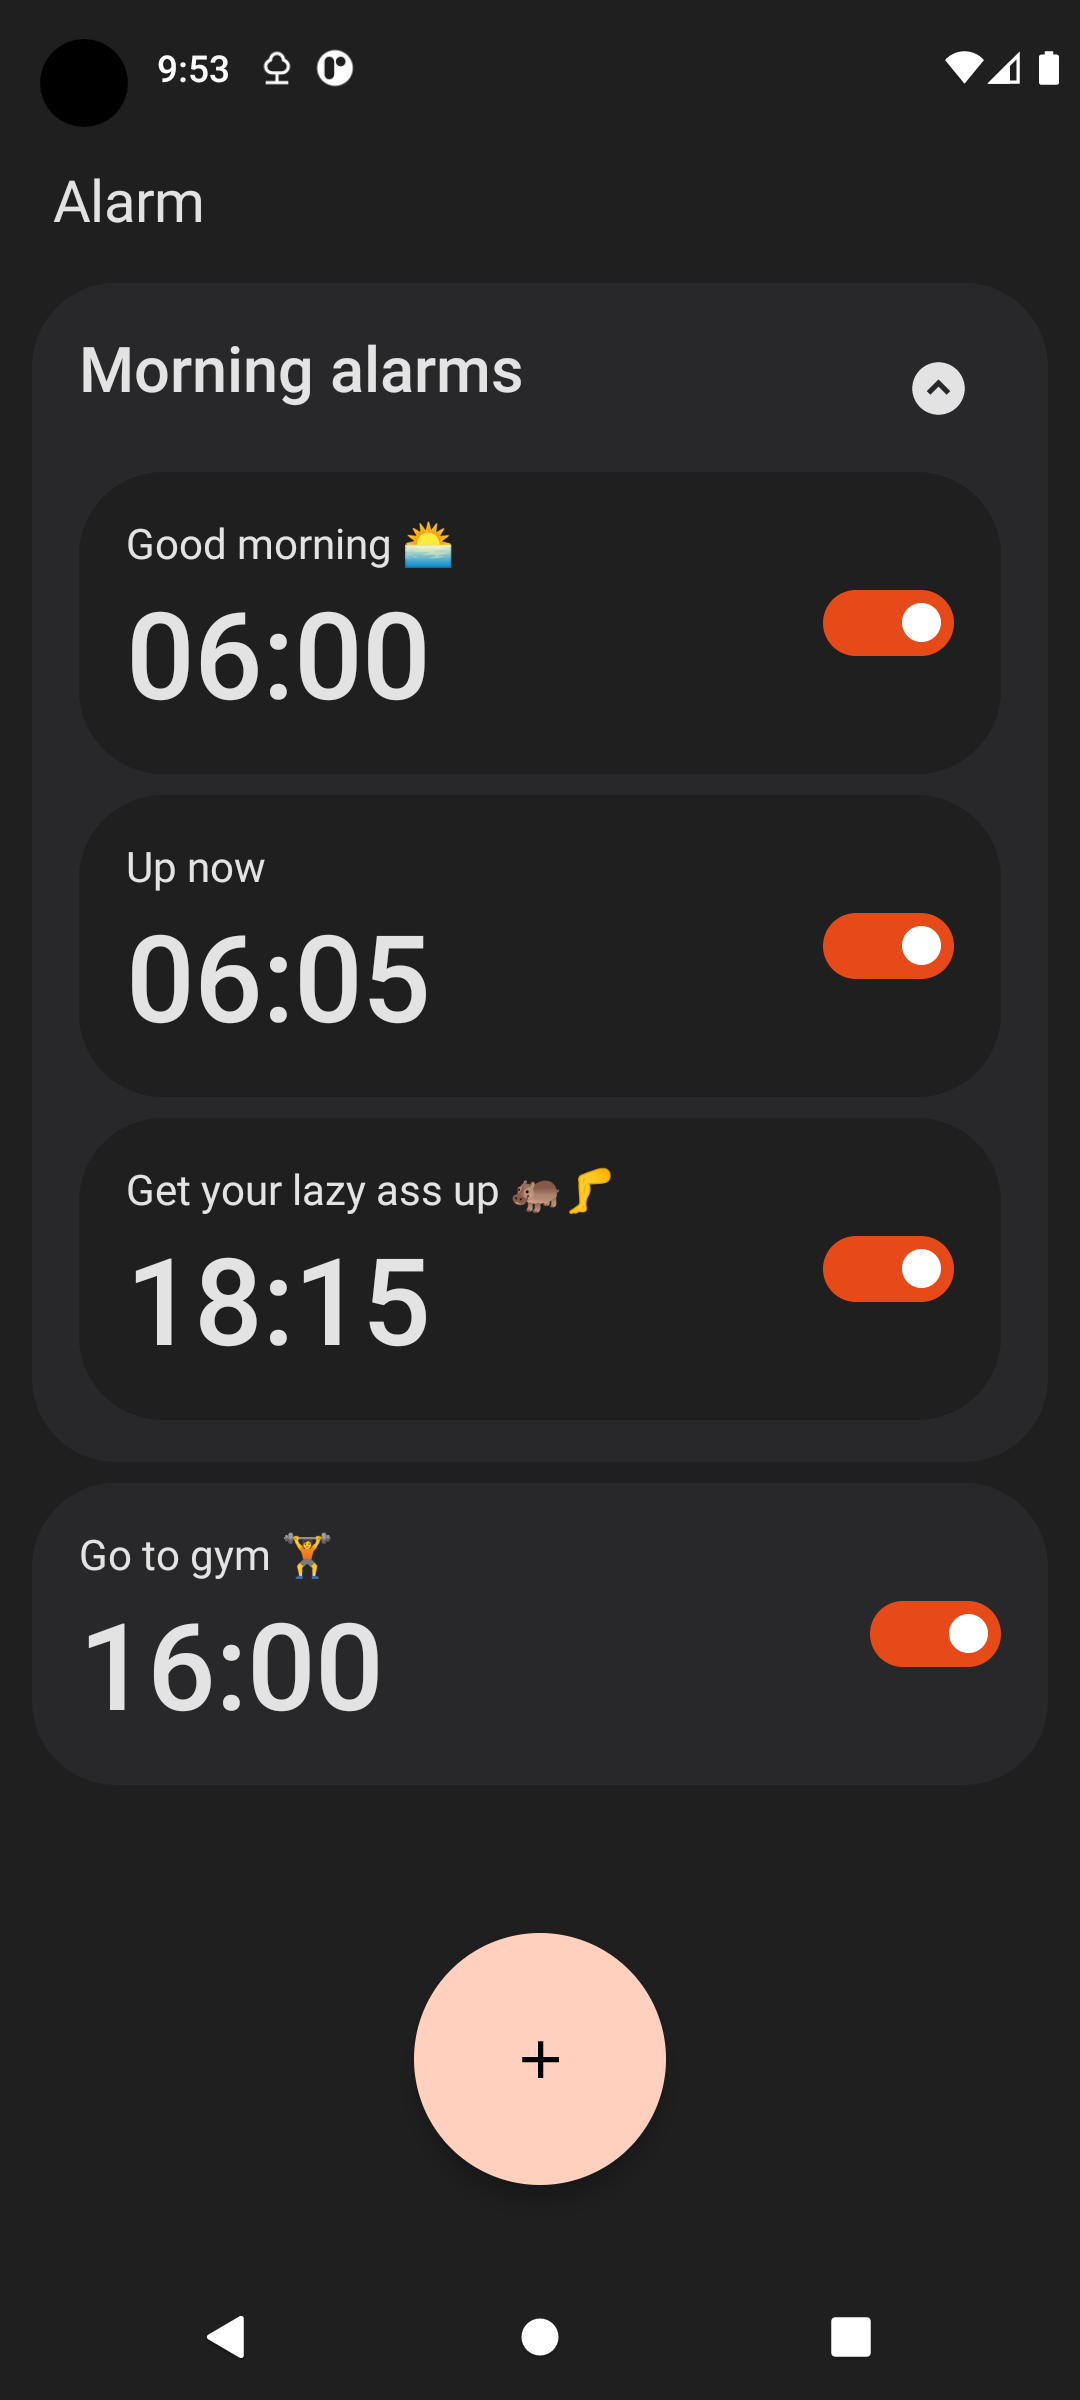 9:53
Alarm
Morning alarms
Good morning 🌅
06:00
Up now
06:05
Get your lazy ass up 🦛🦵
18:15
Go to gym 🏋️
16:00
+